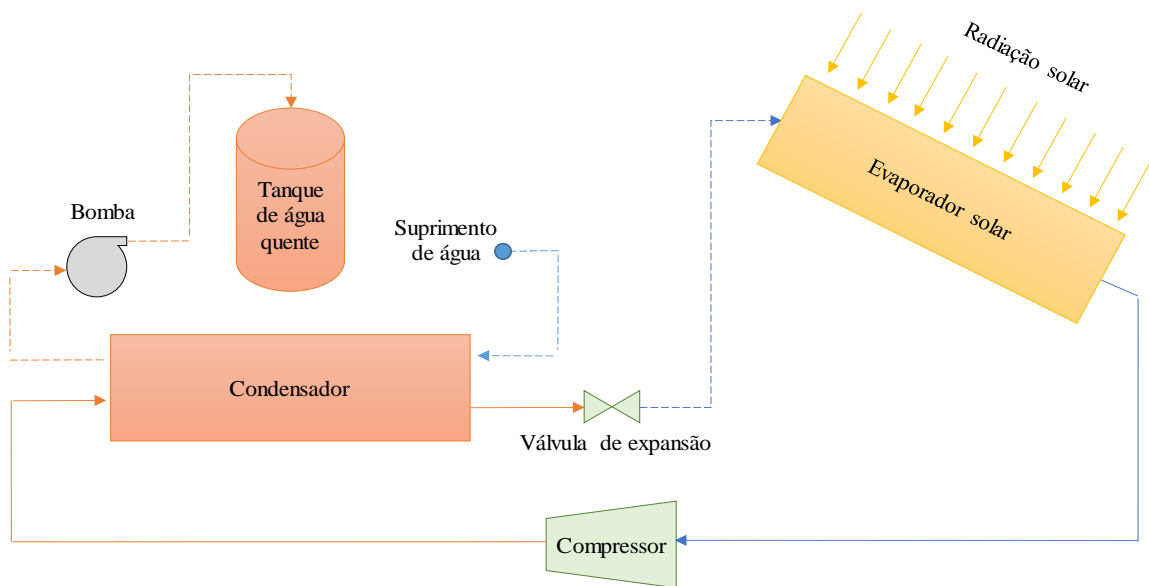 Radiação solar
Evaporador solar
Tanque
de água
quente
Bomba
Suprimento
de água
Condensador
Válvula de expansão
Compressor